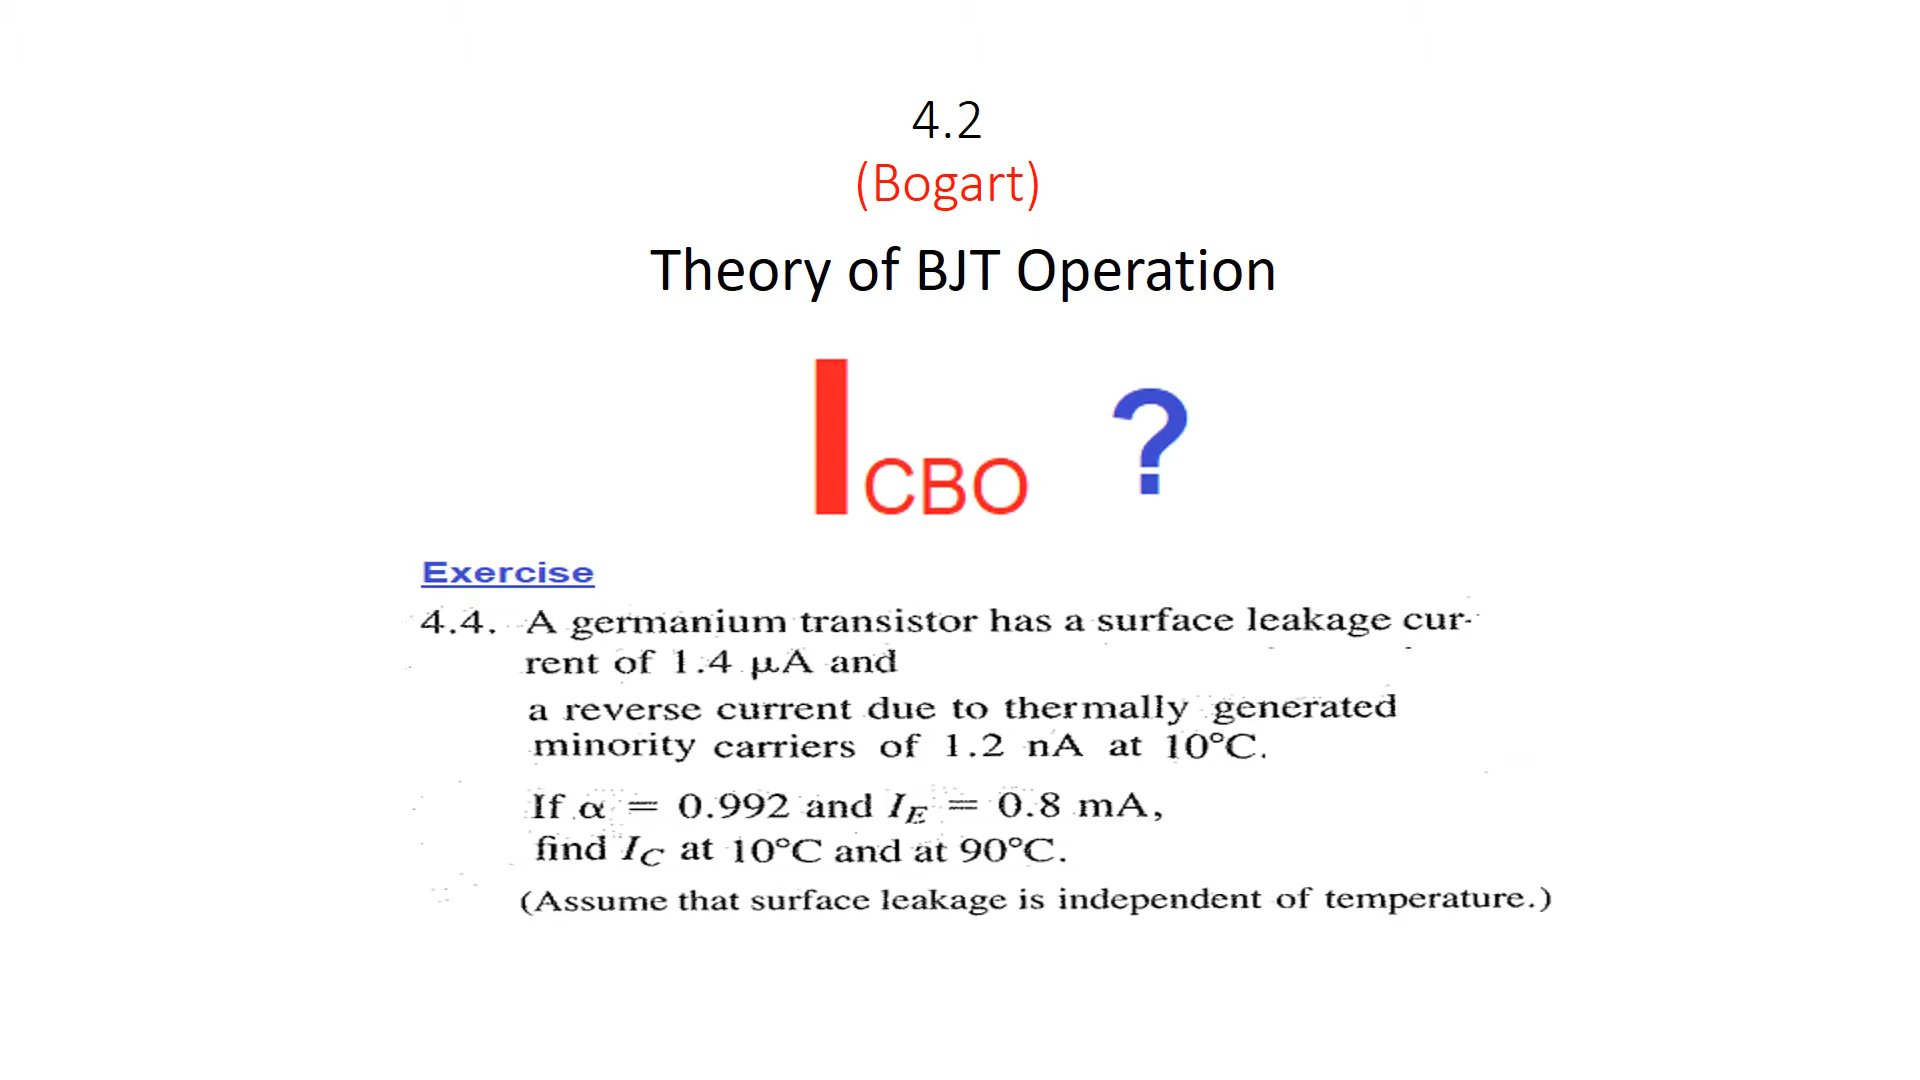 4.2
(Bogart)
Theory of BJT Operation
I CBO ?
Exercise
4.4. A germanium transistor has a surface leakage cur-
rent of 1.4 μA and
a reverse current due to thermally generated
minority carriers of 1.2 nA at 10°C.
If α = 0.992 and IE = 0.8 mA,
find IC at 10°C and at 90°C.
(Assume that surface leakage is independent of temperature.)